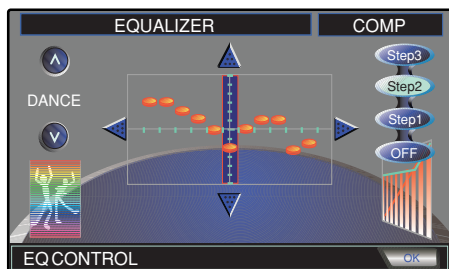 EQUALIZER
COMP
Step3
DANCE
Step2
Step1
OFF
EQ CONTROL
OK